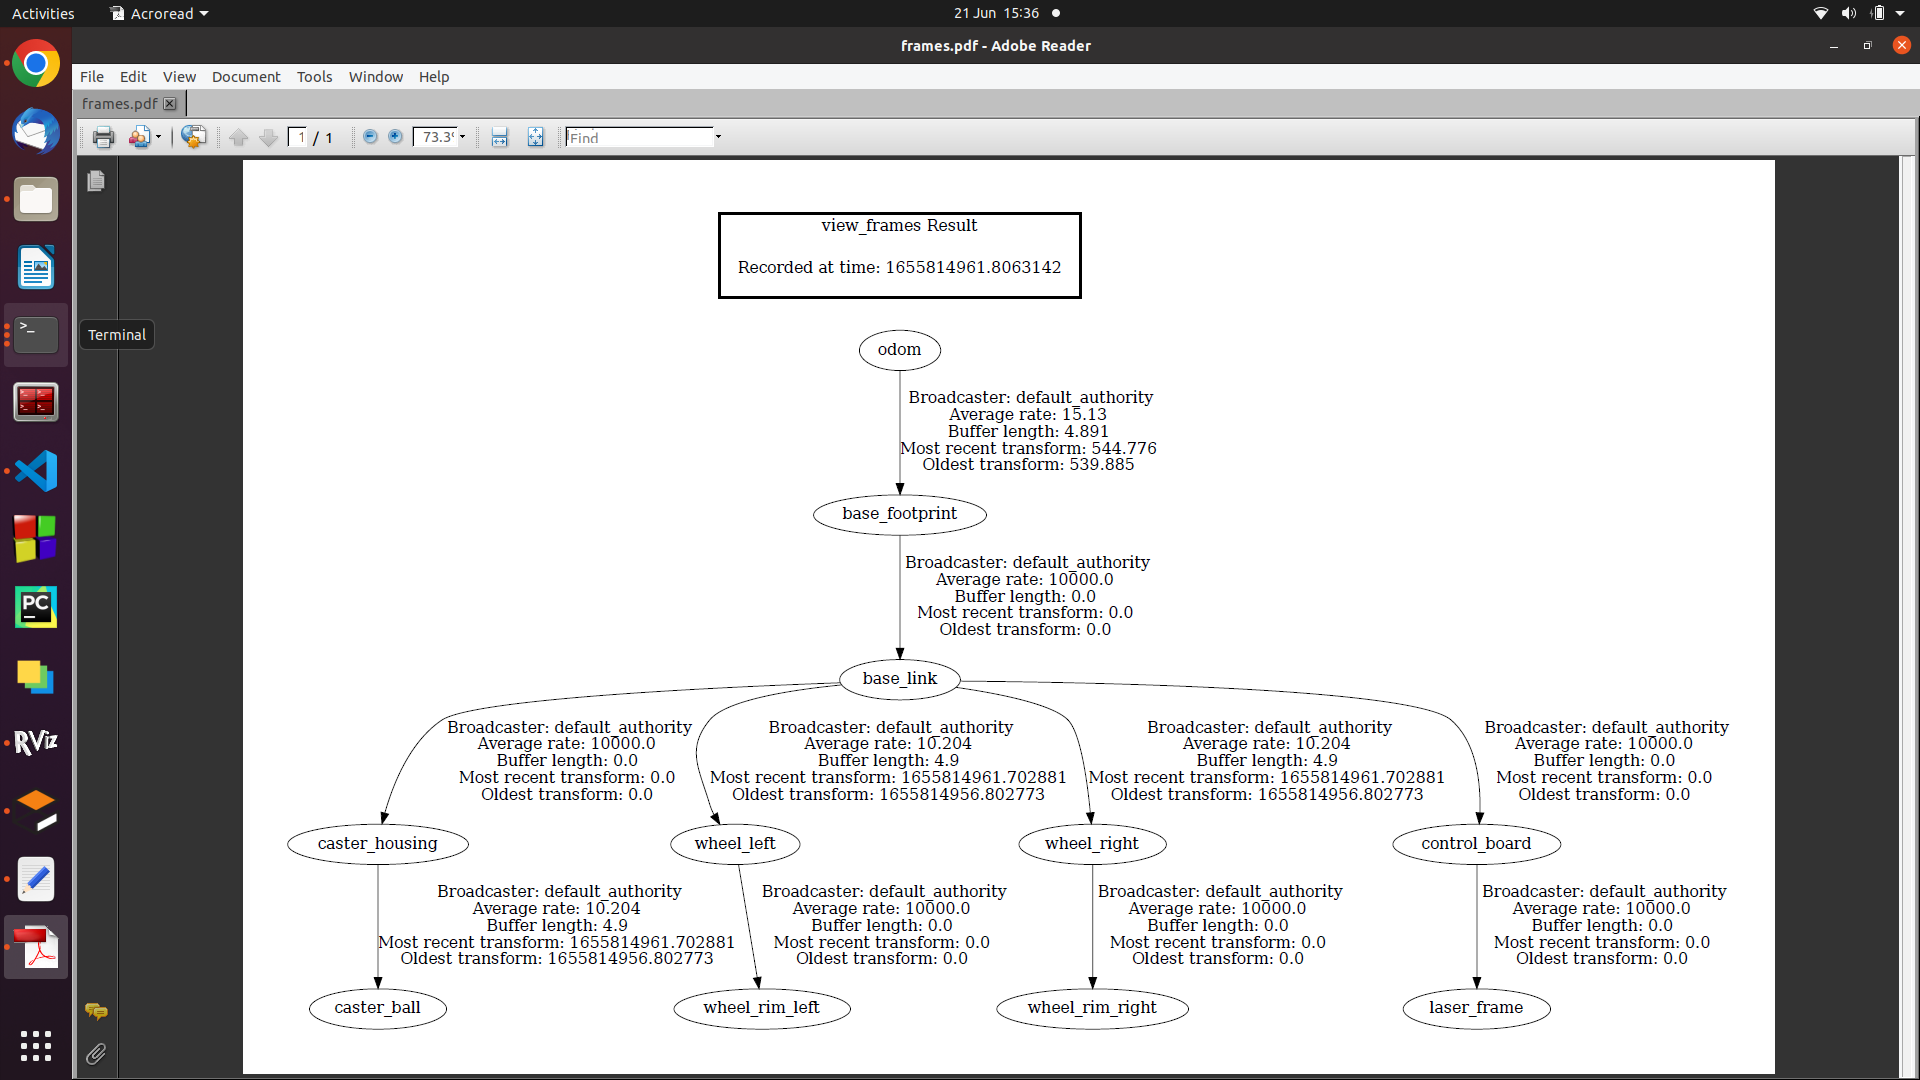 Activities
Acroread
21 Jun 15:36
frames.pdf - Adobe Reader
File Edit View Document Tools Window Help
frames.pdf
1 / 1
73.3%
Find
view_frames Result
Recorded at time: 1655814961.8063142
Terminal
odom
Broadcaster: default_authority
Average rate: 15.13
Buffer length: 4.891
Most recent transform: 544.776
Oldest transform: 539.885
base_footprint
Broadcaster: default_authority
Average rate: 10000.0
Buffer length: 0.0
Most recent transform: 0.0
Oldest transform: 0.0
base_link
Broadcaster: default_authority
Average rate: 10000.0
Buffer length: 0.0
Most recent transform: 0.0
Oldest transform: 0.0
Broadcaster: default_authority
Average rate: 10.204
Buffer length: 4.9
Most recent transform: 1655814961.702881
Oldest transform: 1655814956.802773
Broadcaster: default_authority
Average rate: 10.204
Buffer length: 4.9
Most recent transform: 1655814961.702881
Oldest transform: 1655814956.802773
Broadcaster: default_authority
Average rate: 10000.0
Buffer length: 0.0
Most recent transform: 0.0
Oldest transform: 0.0
caster_housing
wheel_left
wheel_right
control_board
Broadcaster: default_authority
Average rate: 10.204
Buffer length: 4.9
Most recent transform: 1655814961.702881
Oldest transform: 1655814956.802773
Broadcaster: default_authority
Average rate: 10000.0
Buffer length: 0.0
Most recent transform: 0.0
Oldest transform: 0.0
Broadcaster: default_authority
Average rate: 10000.0
Buffer length: 0.0
Most recent transform: 0.0
Oldest transform: 0.0
Broadcaster: default_authority
Average rate: 10000.0
Buffer length: 0.0
Most recent transform: 0.0
Oldest transform: 0.0
caster_ball
wheel_rim_left
wheel_rim_right
laser_frame
>_
PC
RViz